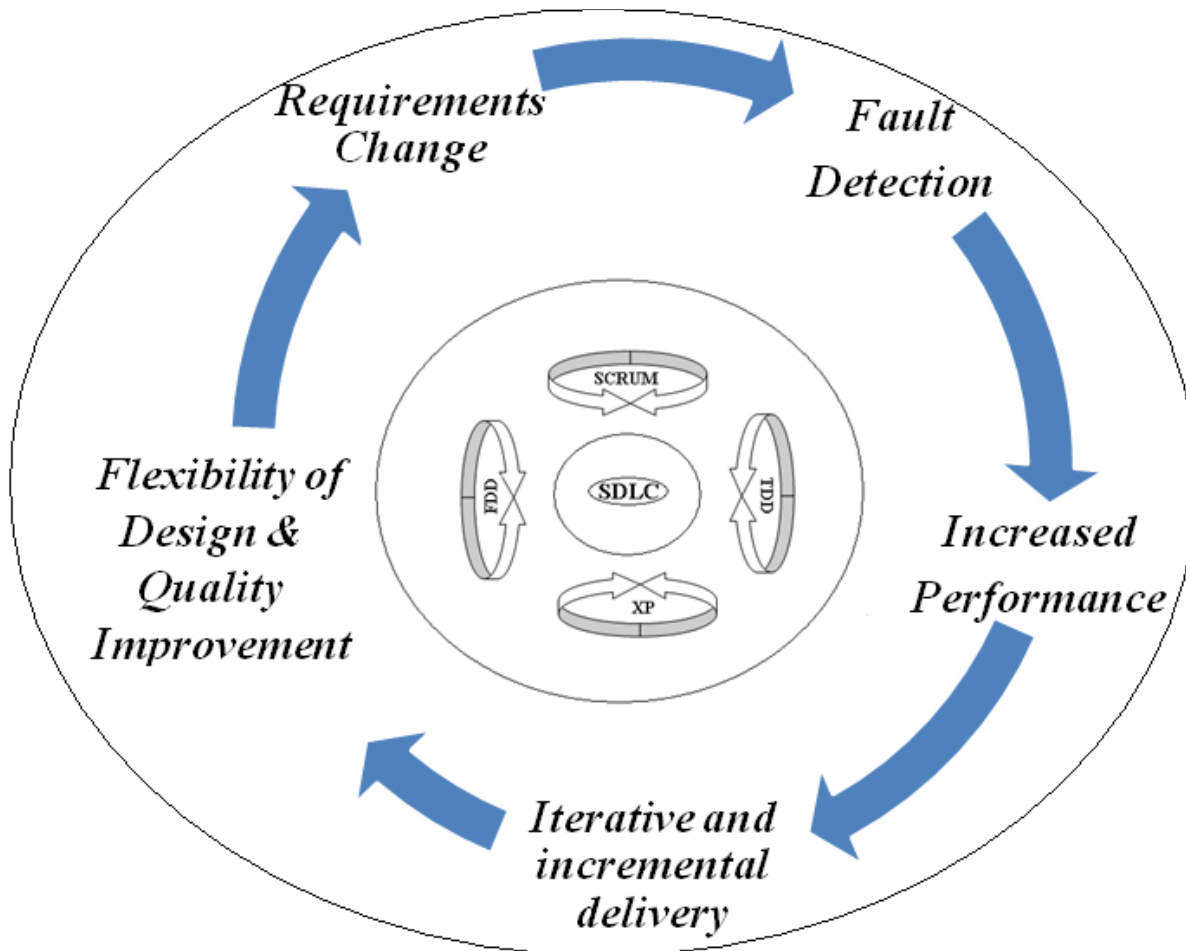 Requirements
Change
Fault
Detection
Increased
Performance
Iterative and
incremental
delivery
Flexibility of
Design &
Quality
Improvement
SCRUM
TDD
XP
FDD
SDLC